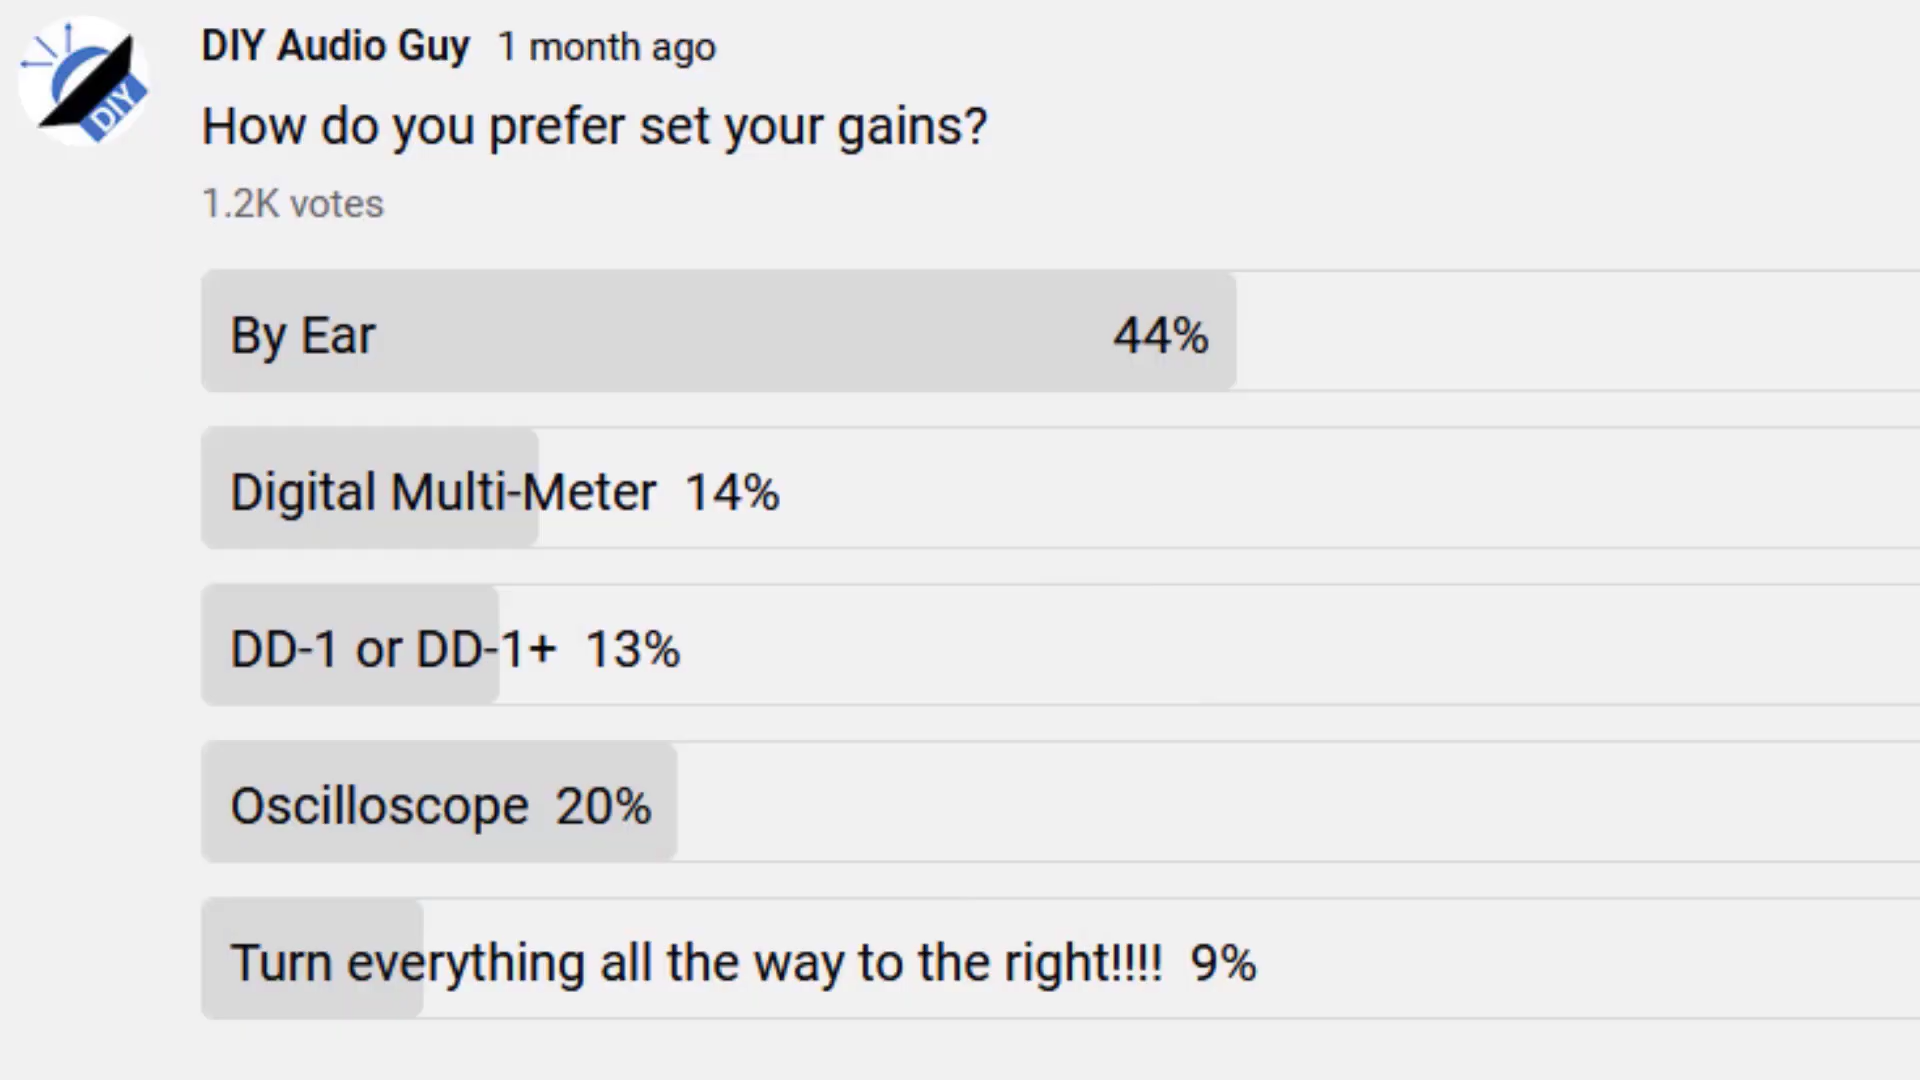 DIY Audio Guy 1 month ago
DIY
How do you prefer set your gains?
1.2K votes
By Ear 44%
Digital Multi-Meter 14%
DD-1 or DD-1+ 13%
Oscilloscope 20%
Turn everything all the way to the right!!!! 9%